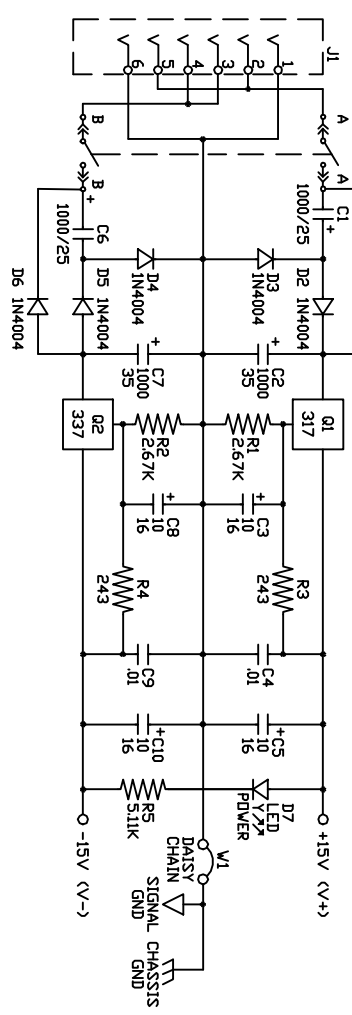 J1
1
2
3
4
5
6
A
A
B
B
C1
1000/25
D2
1N4004
D3
1N4004
D4
1N4004
D5
1N4004
C6
1000/25
D6 1N4004
C2
1000
35
C7
1000
35
Q1
317
Q2
337
R1
2.67K
R2
2.67K
C3
10
16
C8
10
16
R3
243
R4
243
C4
.01
C9
.01
C5
10
16
C10
10
16
D7
LED
POWER
R5
5.11K
+15V (V+)
-15V (V-)
W1
DAISY
CHAIN
SIGNAL
GND
CHASSIS
GND